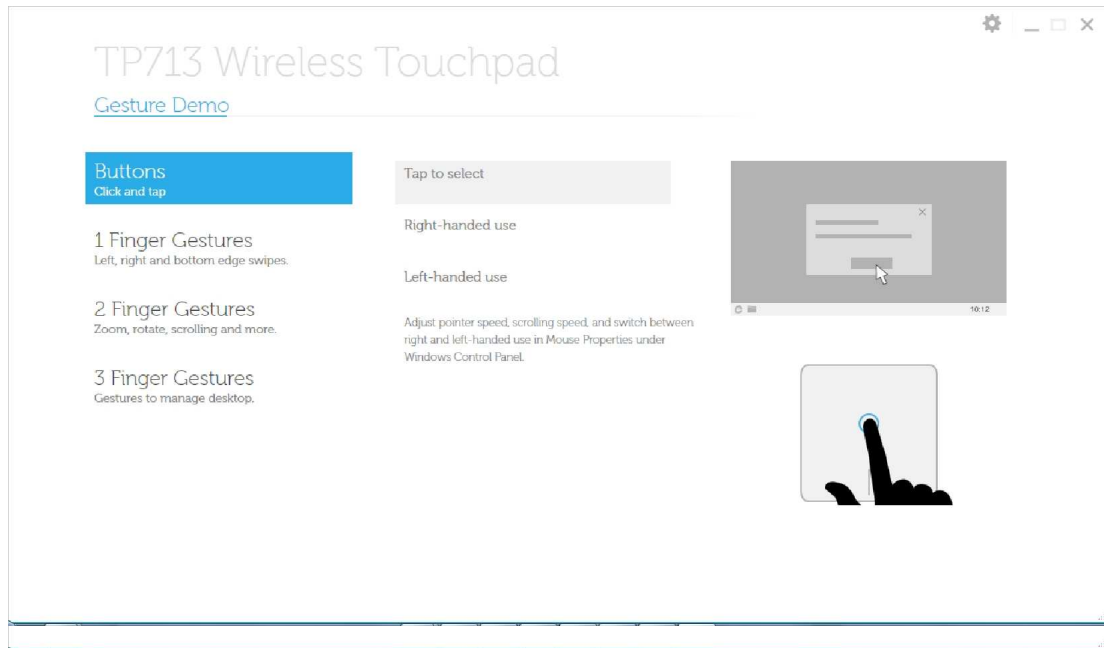 TP713 Wireless Touchpad
Gesture Demo
Buttons
Click and tap
1 Finger Gestures
Left, right and bottom edge swipes.
2 Finger Gestures
Zoom, rotate, scrolling and more.
3 Finger Gestures
Gestures to manage desktop.
Tap to select
Right-handed use
Left-handed use
Adjust pointer speed, scrolling speed, and switch between
right and left-handed use in Mouse Properties under
Windows Control Panel.
10:12